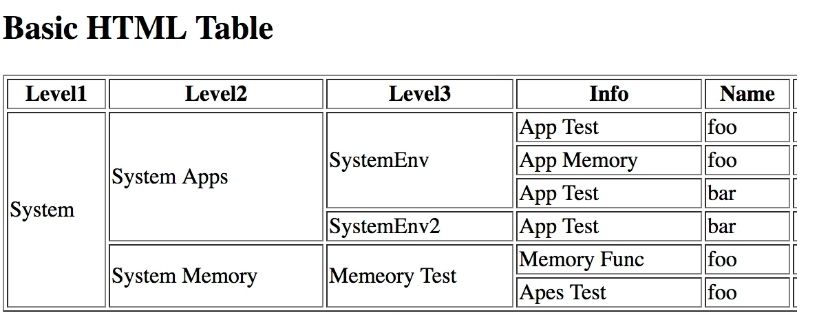 Basic HTML Table
Level1 Level2 Level3 Info Name
System System Apps SystemEnv App Test foo
App Memory foo
App Test bar
SystemEnv2 App Test bar
System Memory Memeory Test Memory Func foo
Apes Test foo